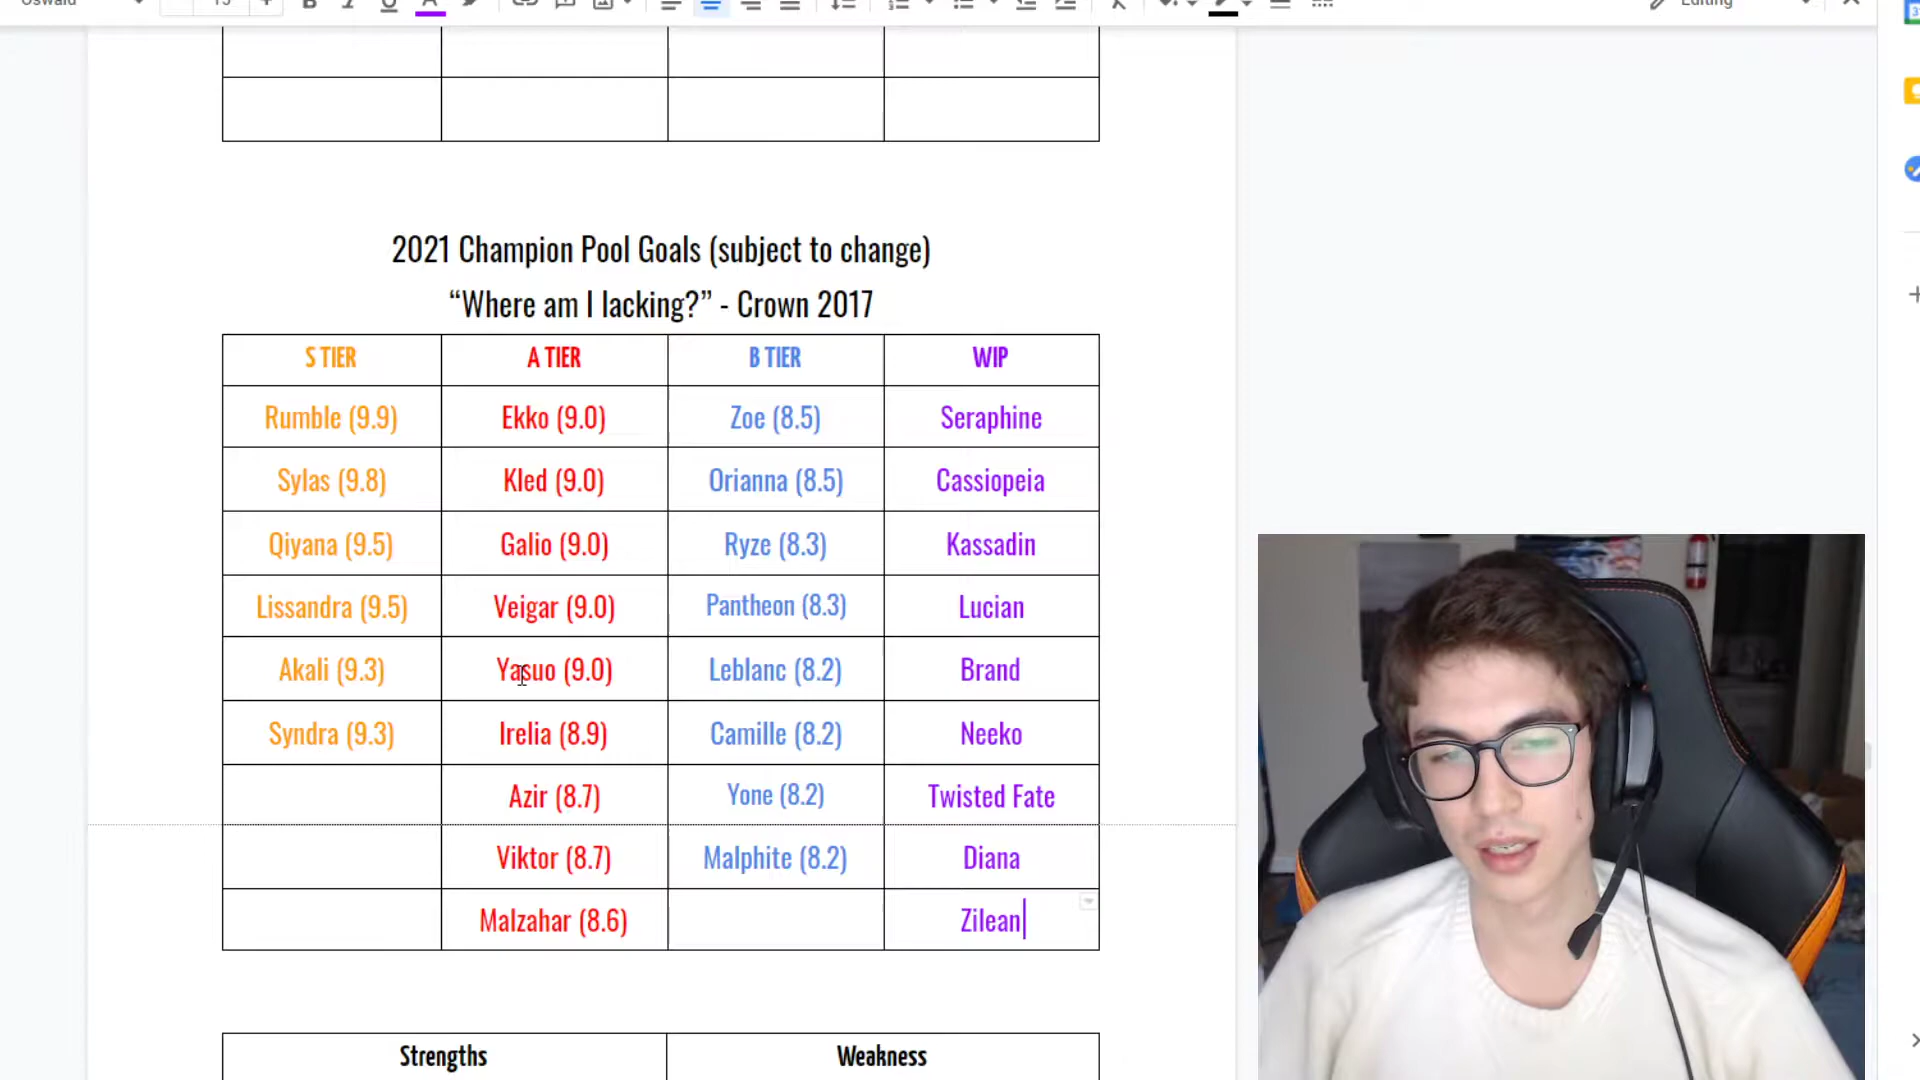 Oswald
15
Editing
2021 Champion Pool Goals (subject to change)
“Where am I lacking?” - Crown 2017
S TIER A TIER B TIER WIP
Rumble (9.9) Ekko (9.0) Zoe (8.5) Seraphine
Sylas (9.8) Kled (9.0) Orianna (8.5) Cassiopeia
Qiyana (9.5) Galio (9.0) Ryze (8.3) Kassadin
Lissandra (9.5) Veigar (9.0) Pantheon (8.3) Lucian
Akali (9.3) Yasuo (9.0) Leblanc (8.2) Brand
Syndra (9.3) Irelia (8.9) Camille (8.2) Neeko
Azir (8.7) Yone (8.2) Twisted Fate
Viktor (8.7) Malphite (8.2) Diana
Malzahar (8.6) Zilean
Strengths Weakness